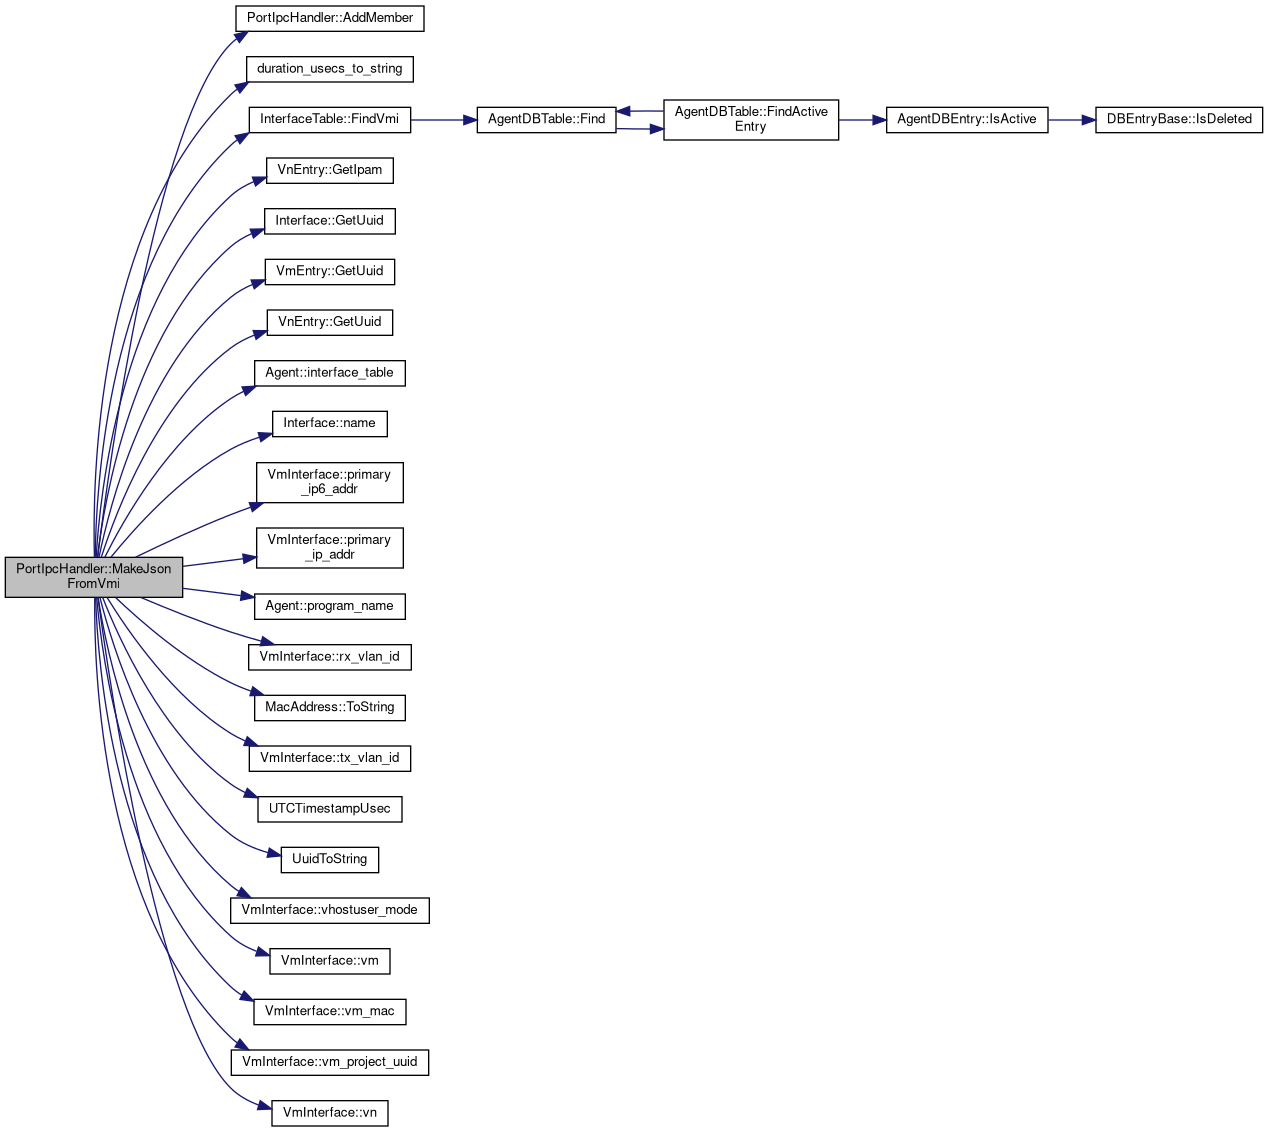 PortIpcHandler::AddMember
duration_usecs_to_string
InterfaceTable::FindVmi
AgentDBTable::Find
AgentDBTable::FindActive
Entry
AgentDBEntry::IsActive
DBEntryBase::IsDeleted
VnEntry::GetIpam
Interface::GetUuid
VmEntry::GetUuid
VnEntry::GetUuid
Agent::interface_table
Interface::name
VmInterface::primary
_ip6_addr
VmInterface::primary
_ip_addr
PortIpcHandler::MakeJson
FromVmi
Agent::program_name
VmInterface::rx_vlan_id
MacAddress::ToString
VmInterface::tx_vlan_id
UTCTimestampUsec
UuidToString
VmInterface::vhostuser_mode
VmInterface::vm
VmInterface::vm_mac
VmInterface::vm_project_uuid
VmInterface::vn